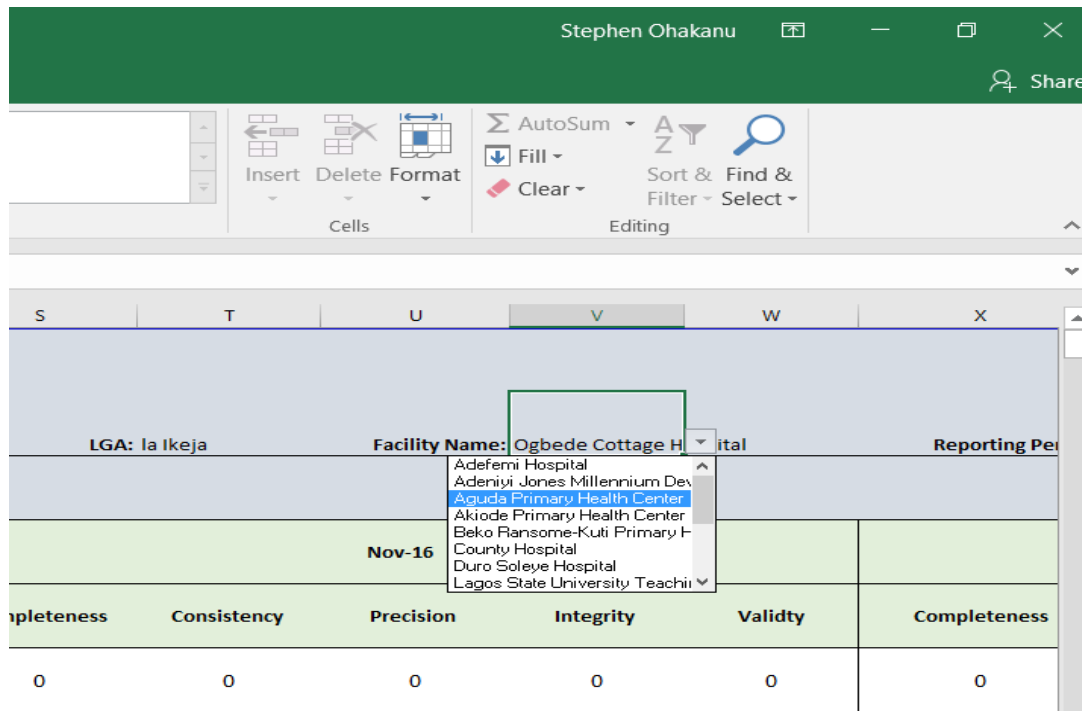 Stephen Ohakanu
Share
AutoSum
Fill
Clear
A
Z
Insert Delete Format
Sort & Filter
Find & Select
Cells
Editing
S T U V W X
LGA: la Ikeja Facility Name: Ogbede Cottage H ital Reporting Per
Adefemi Hospital
Adeniyi Jones Millennium Dev
Aguda Primary Health Center
Akiode Primary Health Center
Beko Ransome-Kuti Primary H
County Hospital
Duro Soleye Hospital
Lagos State University Teachin
Nov-16
npleteness Consistency Precision Integrity Validty Completeness
0 0 0 0 0 0